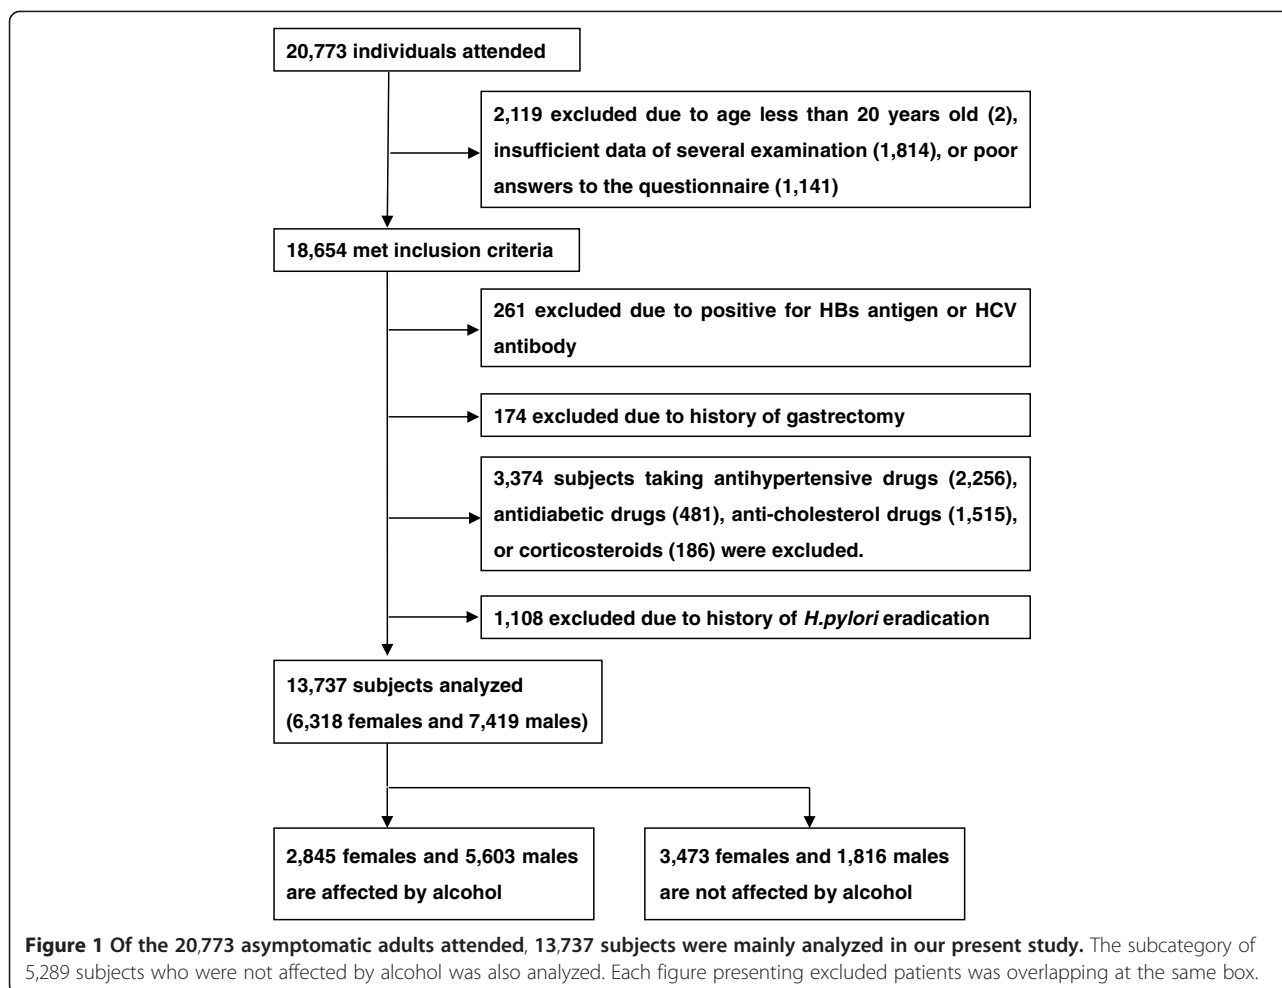 20,773 individuals attended
2,119 excluded due to age less than 20 years old (2),
insufficient data of several examination (1,814), or poor
answers to the questionnaire (1,141)
18,654 met inclusion criteria
261 excluded due to positive for HBs antigen or HCV
antibody
174 excluded due to history of gastrectomy
3,374 subjects taking antihypertensive drugs (2,256),
antidiabetic drugs (481), anti-cholesterol drugs (1,515),
or corticosteroids (186) were excluded.
1,108 excluded due to history of H.pylori eradication
13,737 subjects analyzed
(6,318 females and 7,419 males)
2,845 females and 5,603 males
are affected by alcohol
3,473 females and 1,816 males
are not affected by alcohol
Figure 1 Of the 20,773 asymptomatic adults attended, 13,737 subjects were mainly analyzed in our present study. The subcategory of
5,289 subjects who were not affected by alcohol was also analyzed. Each figure presenting excluded patients was overlapping at the same box.